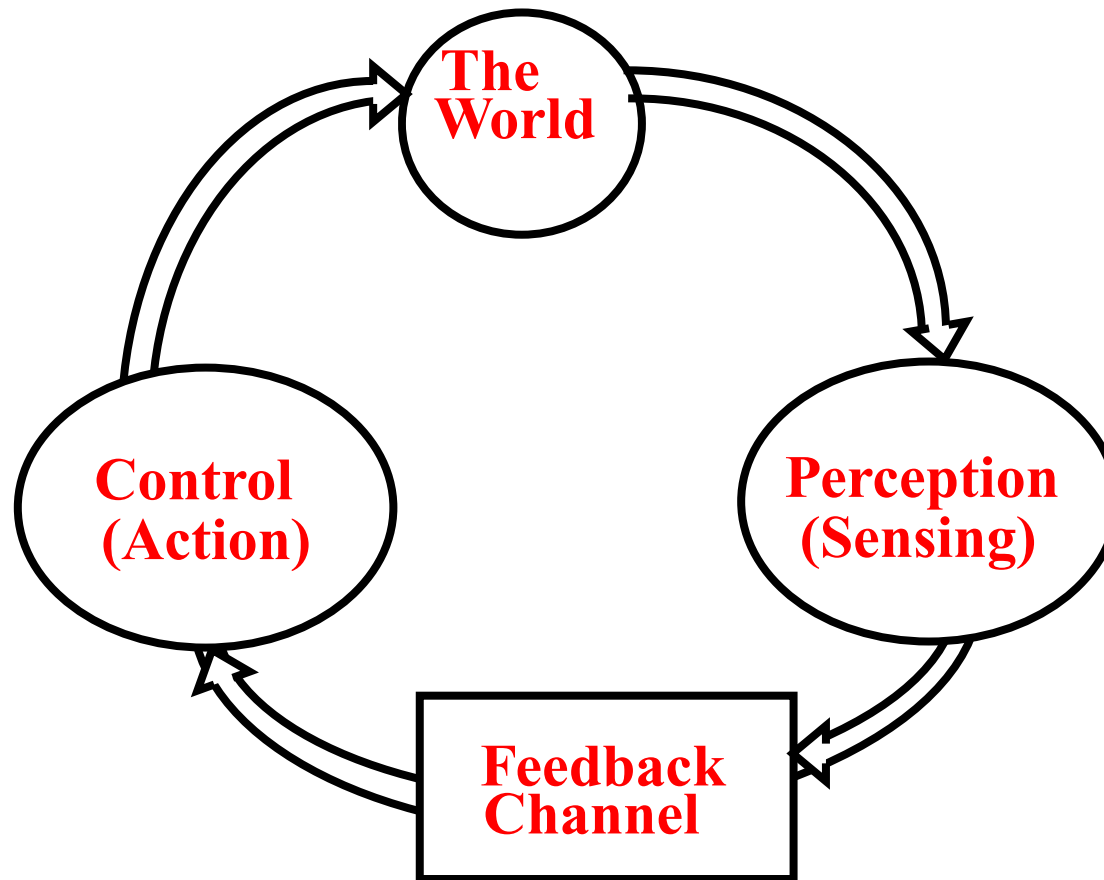 The
World
Control
(Action)
Perception
(Sensing)
Feedback
Channel